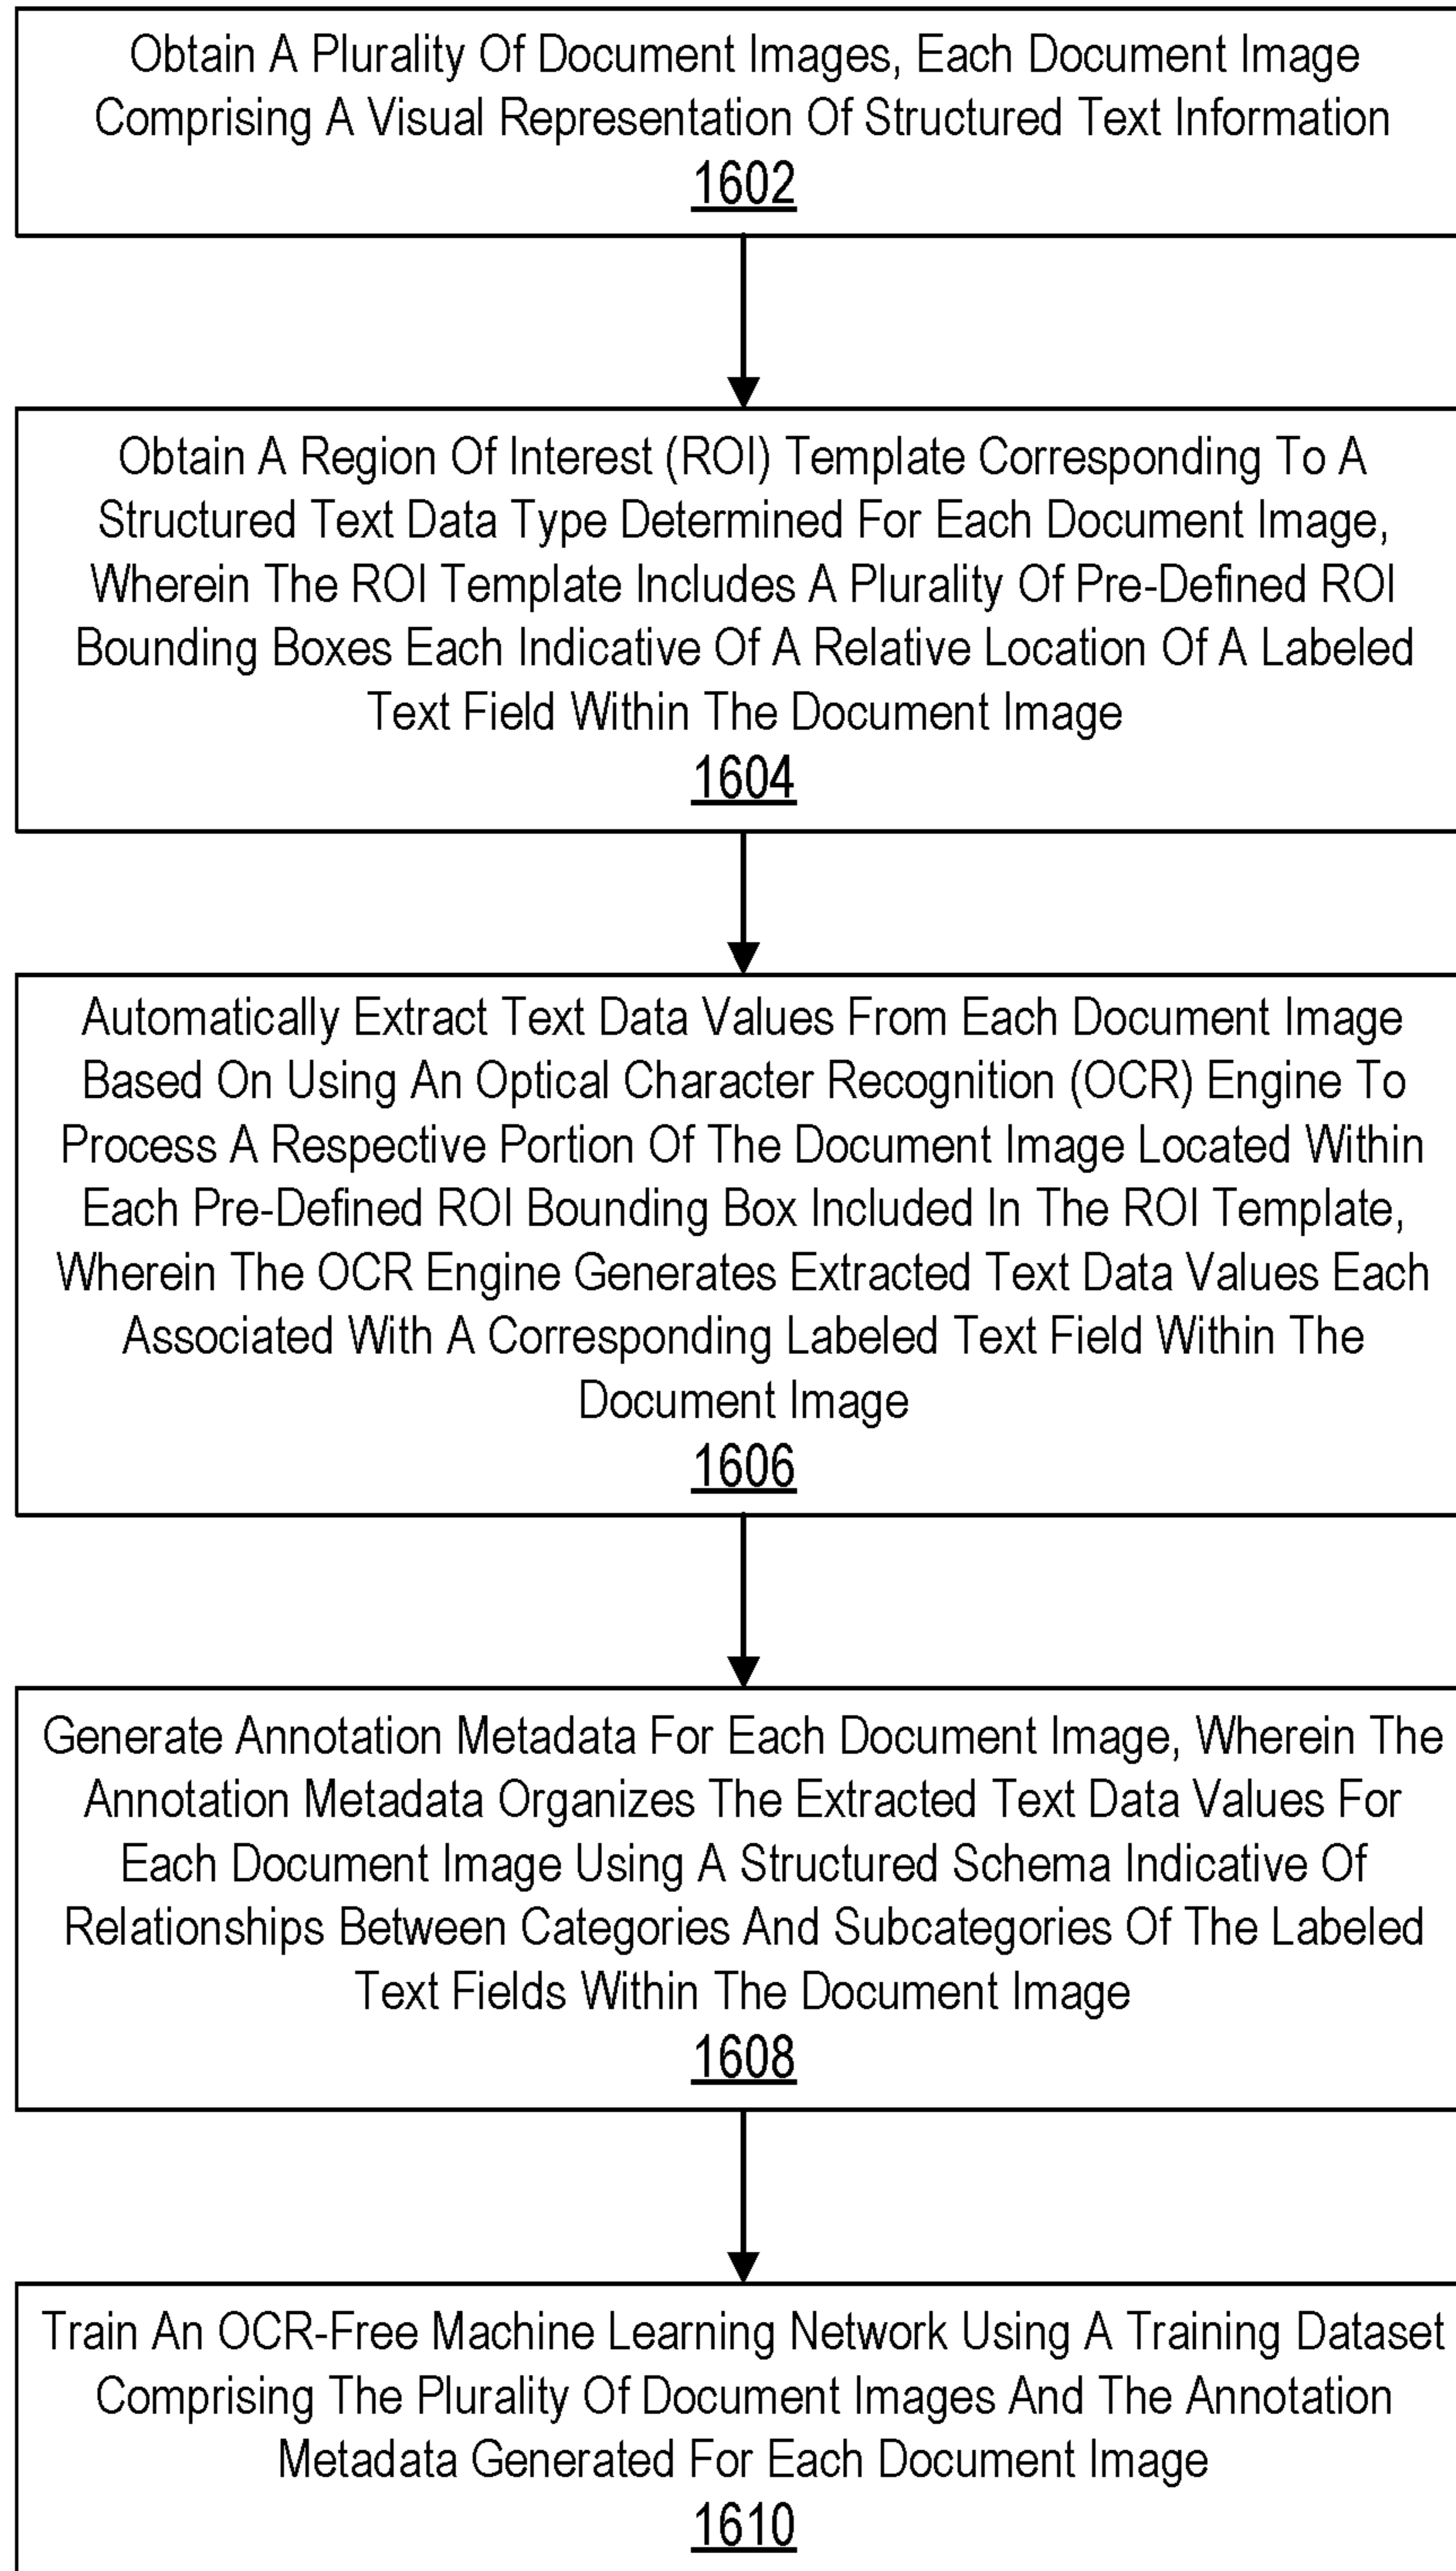 Obtain A Plurality Of Document Images, Each Document Image
Comprising A Visual Representation Of Structured Text Information
1602
Obtain A Region Of Interest (ROI) Template Corresponding To A
Structured Text Data Type Determined For Each Document Image,
Wherein The ROI Template Includes A Plurality Of Pre-Defined ROI
Bounding Boxes Each Indicative Of A Relative Location Of A Labeled
Text Field Within The Document Image
1604
Automatically Extract Text Data Values From Each Document Image
Based On Using An Optical Character Recognition (OCR) Engine To
Process A Respective Portion Of The Document Image Located Within
Each Pre-Defined ROI Bounding Box Included In The ROI Template,
Wherein The OCR Engine Generates Extracted Text Data Values Each
Associated With A Corresponding Labeled Text Field Within The
Document Image
1606
Generate Annotation Metadata For Each Document Image, Wherein The
Annotation Metadata Organizes The Extracted Text Data Values For
Each Document Image Using A Structured Schema Indicative Of
Relationships Between Categories And Subcategories Of The Labeled
Text Fields Within The Document Image
1608
Train An OCR-Free Machine Learning Network Using A Training Dataset
Comprising The Plurality Of Document Images And The Annotation
Metadata Generated For Each Document Image
1610